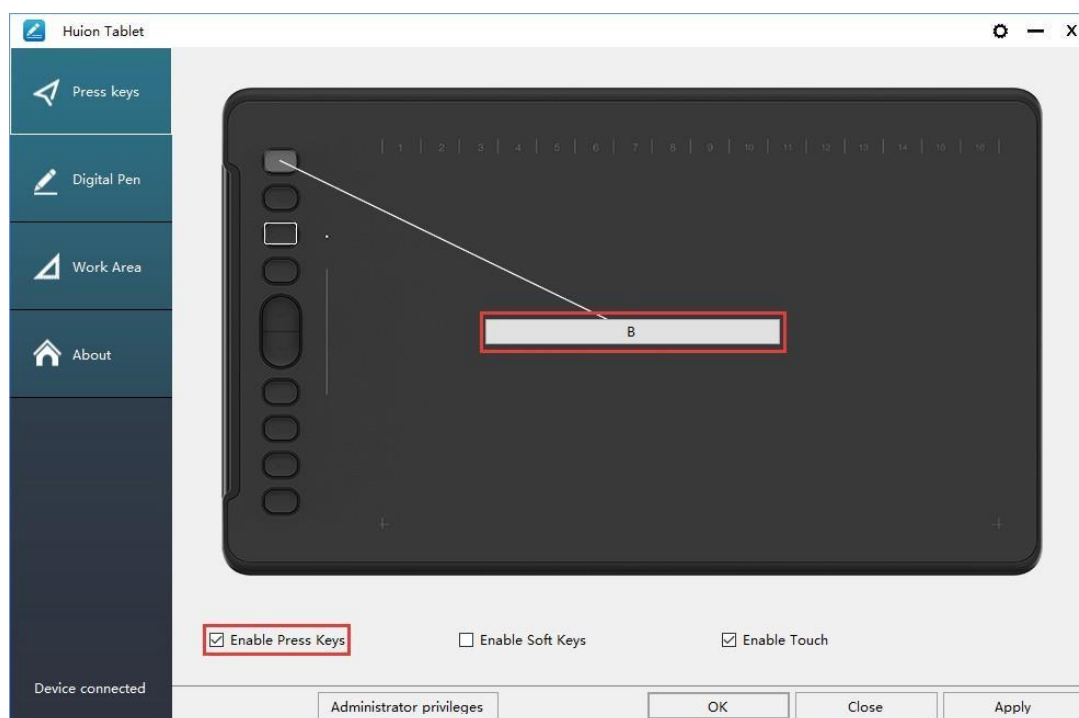 Huion Tablet
X
Press keys
Digital Pen
Work Area
About
Device connected
1 2 3 4 5 6 7 8 9 10 11 12 13 14 15 16
B
Enable Press Keys
Enable Soft Keys
Enable Touch
Administrator privileges
OK
Close
Apply